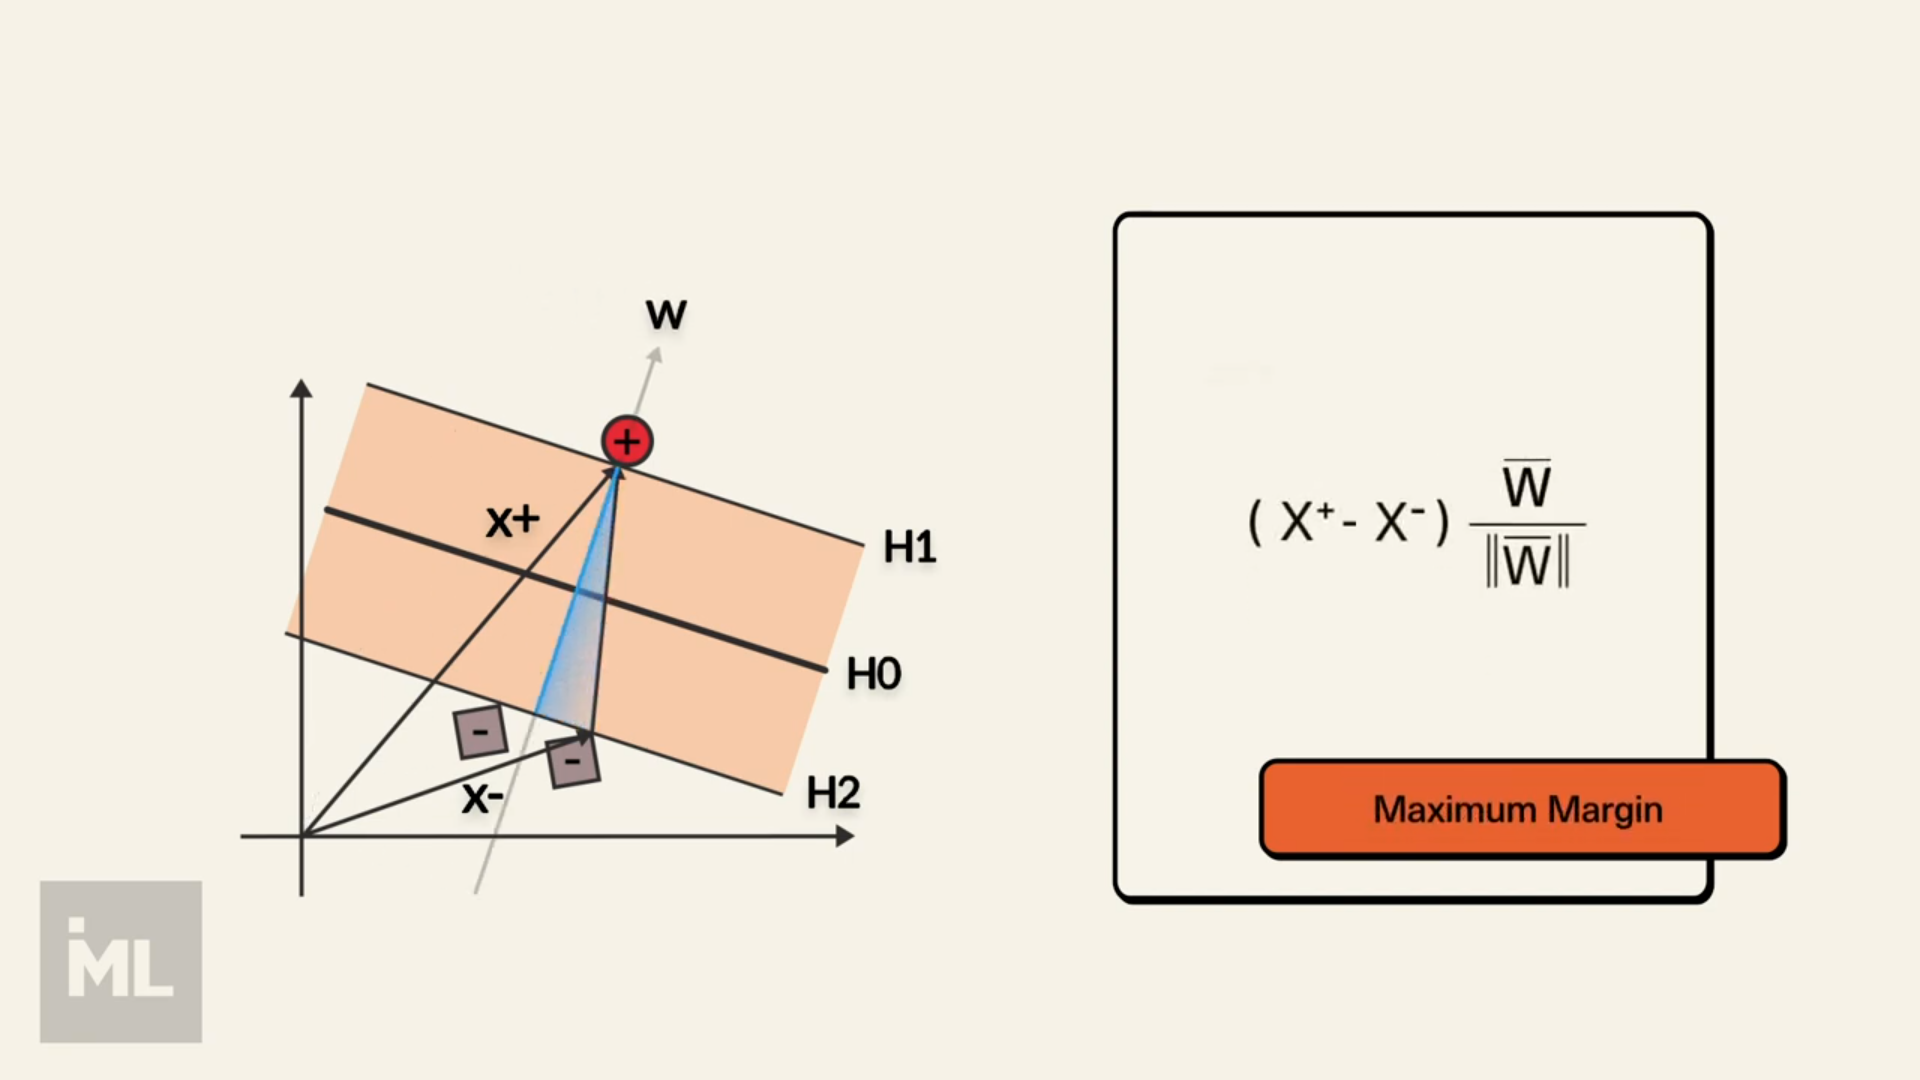 w
+
x+
H1
H0
-
-
x-
H2
( X⁺- X⁻) W̅
‖W̅‖
Maximum Margin
iML